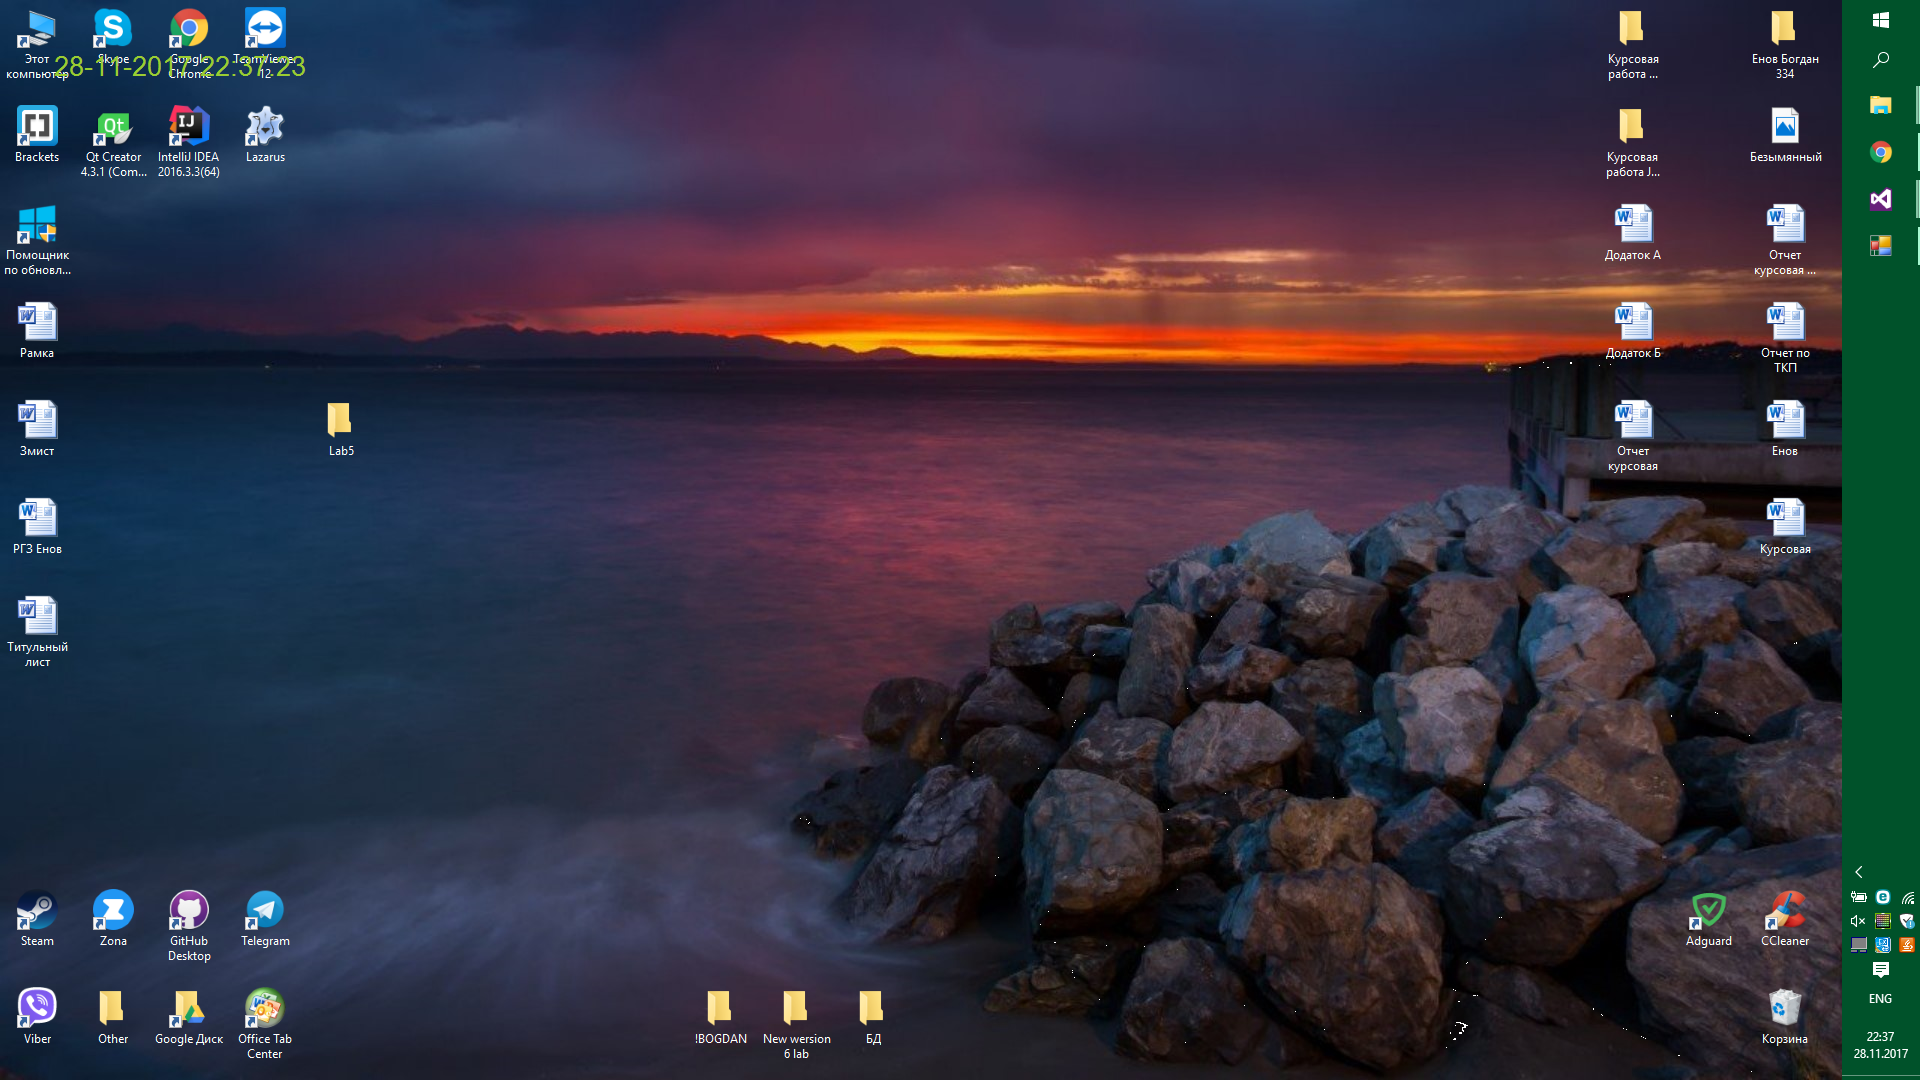 Этот
компьютер
Skype
Google
Chrome
TeamViewer
12
28-11-2017 22:37:23
Курсовая
работа ...
Енов Богдан
334
Brackets
Qt Creator
4.3.1 (Com...
IntelliJ IDEA
2016.3.3(64)
Lazarus
Курсовая
работа J...
Безымянный
Помощник
по обновл...
Додаток А
Отчет
курсовая ...
Рамка
Додаток Б
Отчет по
ТКП
Змист
Lab5
Отчет
курсовая
Енов
РГЗ Енов
Курсовая
Титульный
лист
Steam
Zona
GitHub
Desktop
Telegram
Adguard
CCleaner
Viber
Other
Google Диск
Office Tab
Center
!BOGDAN
New wersion
6 lab
БД
Корзина
ENG
22:37
28.11.2017